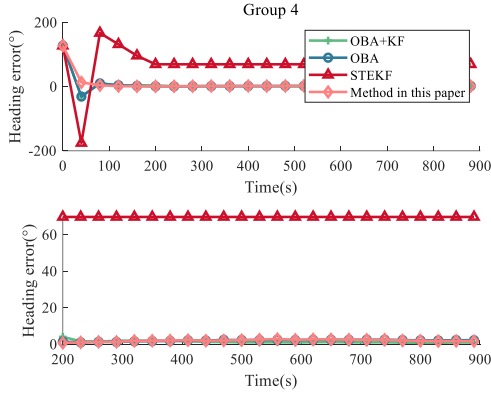 Group 4
Heading error(°)
200
0
-200
OBA+KF
OBA
STEKF
Method in this paper
0 100 200 300 400 500 600 700 800 900
Time(s)
Heading error(°)
60
40
20
0
200 300 400 500 600 700 800 900
Time(s)